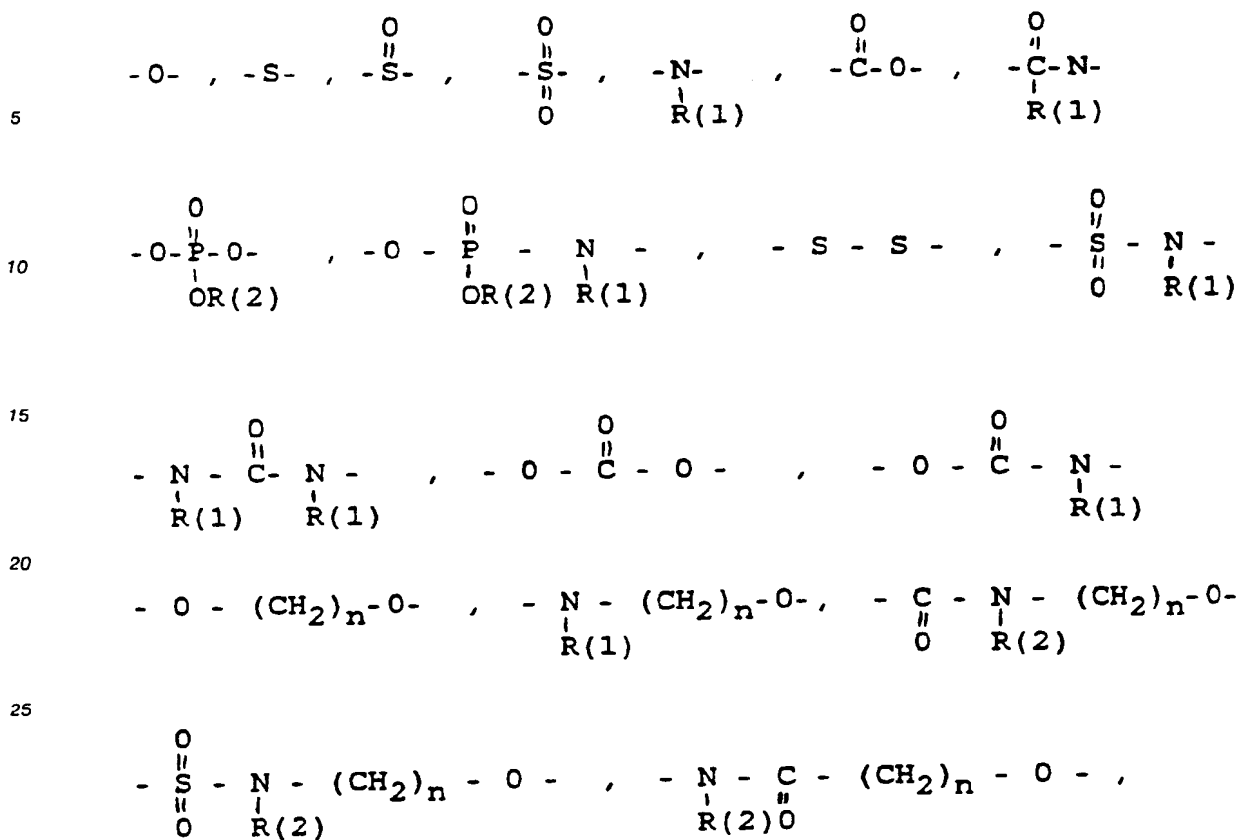 O O O O
‖ ‖ ‖ ‖
-O- , -S- , -S- , -S- , -N- , -C-O- , -C-N-
‖ | |
5 O R(1) R(1)
O O O
‖ ‖ ‖
10 -O-P-O- , -O - P - N - , - S - S - , - S - N -
| | | ‖ |
OR(2) OR(2) R(1) O R(1)
15 O O O
‖ ‖ ‖
- N - C- N - , - O - C - O - , - O - C - N -
| | |
R(1) R(1) R(1)
20
- O - (CH2)n-O- , - N - (CH2)n-O-, - C - N - (CH2)n-O-
| ‖ |
R(1) O R(2)
25
O
‖
- S - N - (CH2)n - O - , - N - C - (CH2)n - O - ,
‖ | | ‖
O R(2) R(2)O